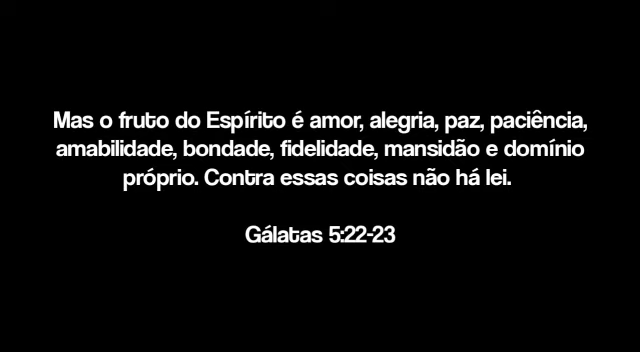 Mas o fruto do Espírito é amor, alegria, paz, paciência,
amabilidade, bondade, fidelidade, mansidão e domínio
próprio. Contra essas coisas não há lei.
Gálatas 5:22-23